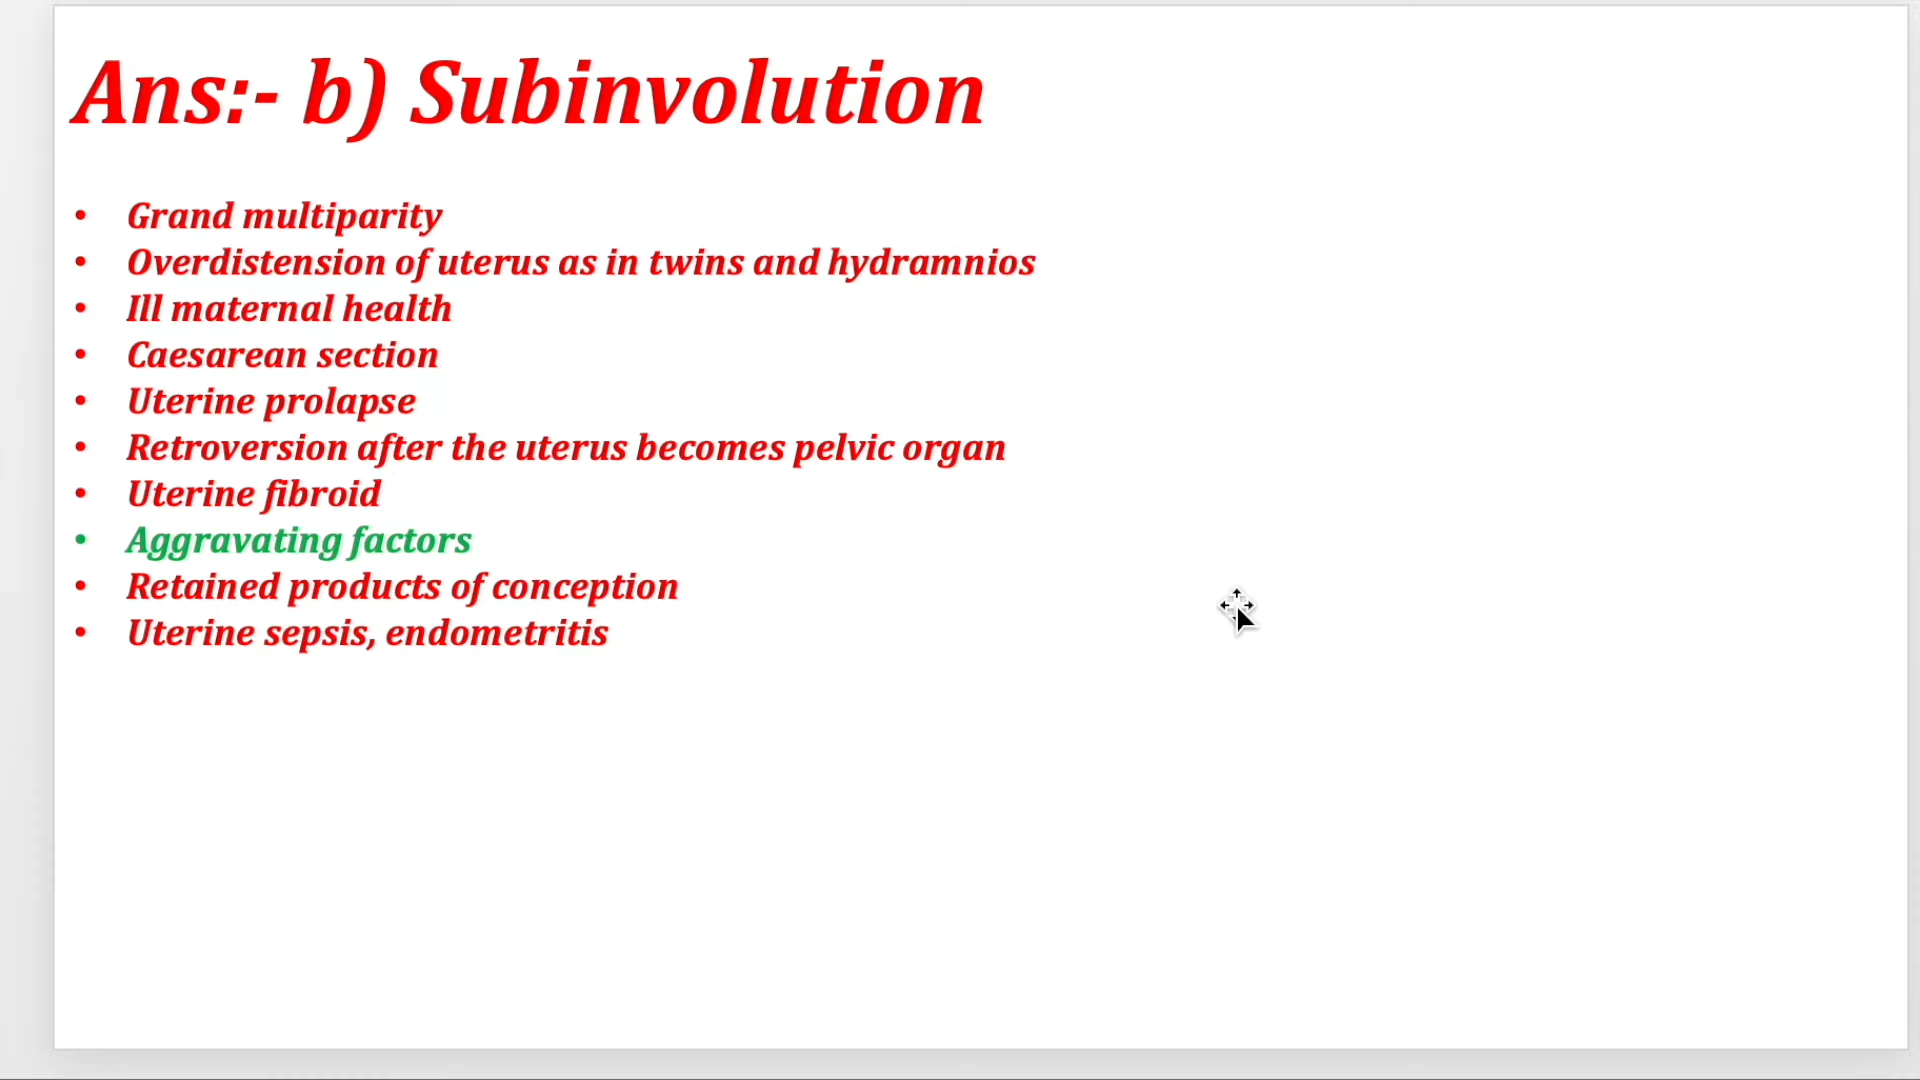 Ans:- b) Subinvolution
• Grand multiparity
• Overdistension of uterus as in twins and hydramnios
• Ill maternal health
• Caesarean section
• Uterine prolapse
• Retroversion after the uterus becomes pelvic organ
• Uterine fibroid
• Aggravating factors
• Retained products of conception
• Uterine sepsis, endometritis